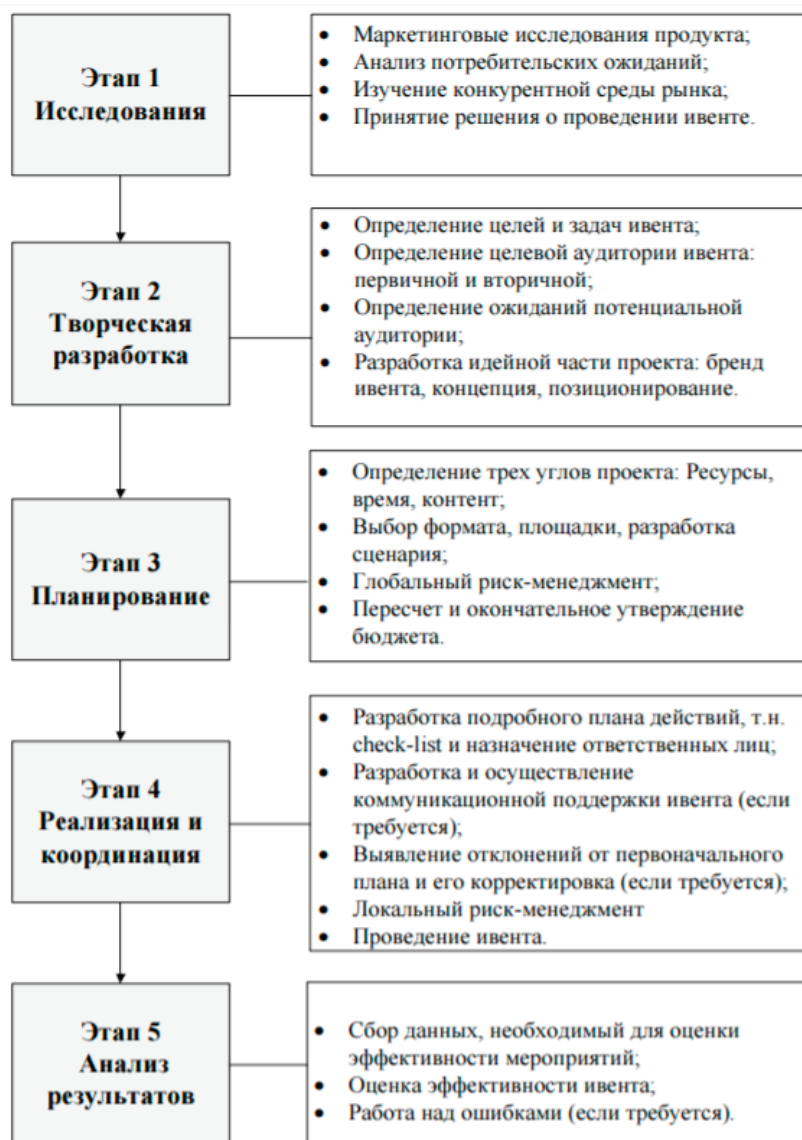 Этап 1
Исследования
• Маркетинговые исследования продукта;
• Анализ потребительских ожиданий;
• Изучение конкурентной среды рынка;
• Принятие решения о проведении ивенте.
Этап 2
Творческая
разработка
• Определение целей и задач ивента;
• Определение целевой аудитории ивента:
первичной и вторичной;
• Определение ожиданий потенциальной
аудитории;
• Разработка идейной части проекта: бренд
ивента, концепция, позиционирование.
Этап 3
Планирование
• Определение трех углов проекта: Ресурсы,
время, контент;
• Выбор формата, площадки, разработка
сценария;
• Глобальный риск-менеджмент;
• Пересчет и окончательное утверждение
бюджета.
Этап 4
Реализация и
координация
• Разработка подробного плана действий, т.н.
check-list и назначение ответственных лиц;
• Разработка и осуществление
коммуникационной поддержки ивента (если
требуется);
• Выявление отклонений от первоначального
плана и его корректировка (если требуется);
• Локальный риск-менеджмент
• Проведение ивента.
Этап 5
Анализ
результатов
• Сбор данных, необходимый для оценки
эффективности мероприятий;
• Оценка эффективности ивента;
• Работа над ошибками (если требуется).